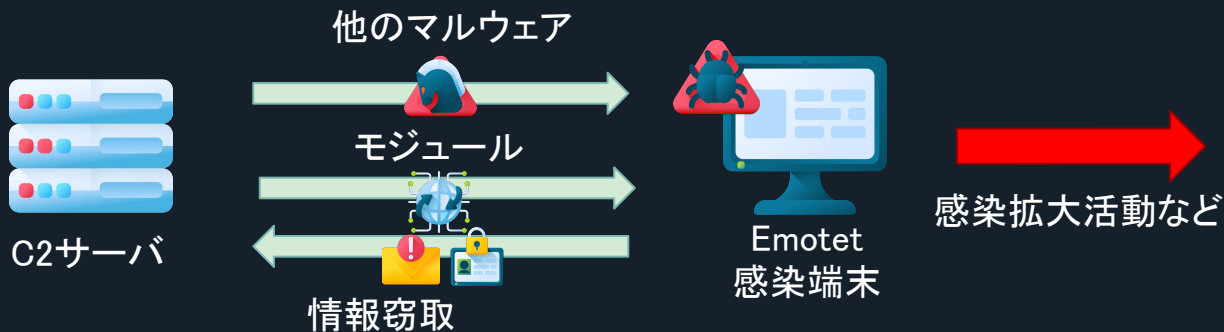 他のマルウェア
モジュール
C2サーバ
情報窃取
Emotet
感染端末
感染拡大活動など